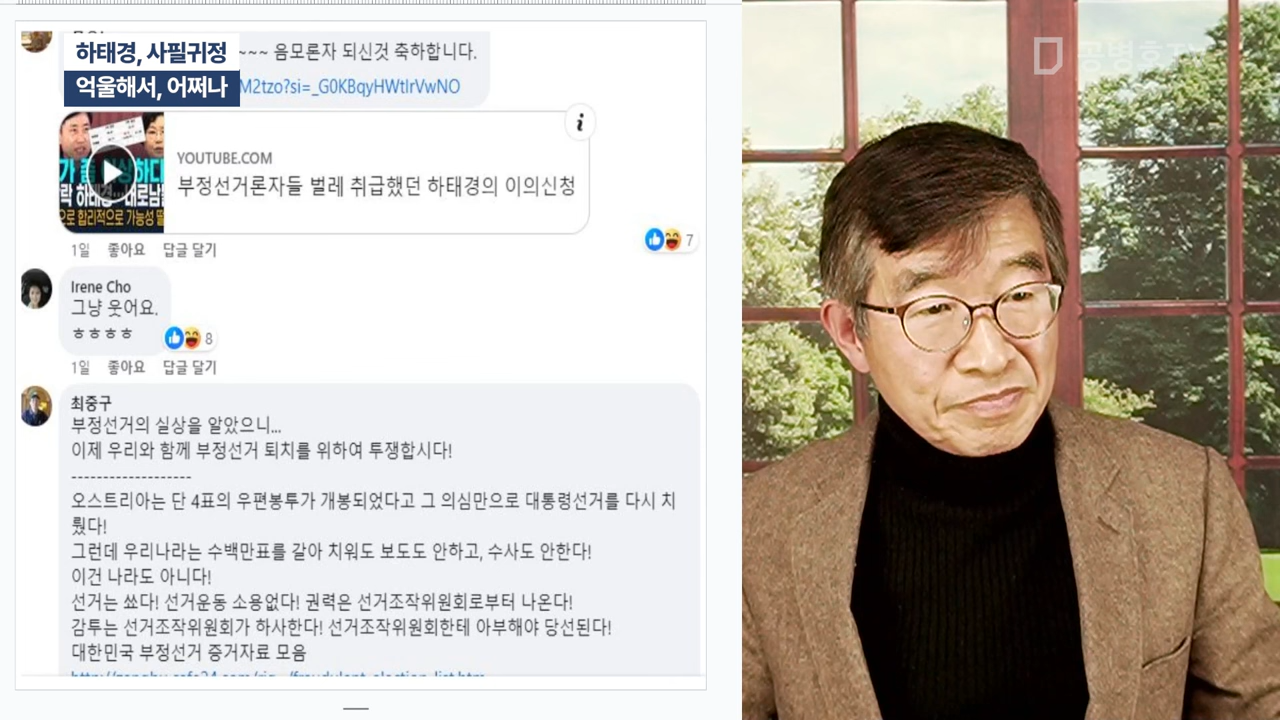 하태경, 사필귀정
억울해서, 어쩌나
~~~ 음모론자 되신것 축하합니다.
M2tzo?si=_G0KBqyHWtIrVwNO
YOUTUBE.COM
부정선거론자들 벌레 취급했던 하태경의 이의신청
1일 좋아요 답글 달기
7
Irene Cho
그냥 웃어요.
ㅎㅎㅎㅎ
8
1일 좋아요 답글 달기
최중구
부정선거의 실상을 알았으니...
이제 우리와 함께 부정선거 퇴치를 위하여 투쟁합시다!
-------------------
오스트리아는 단 4표의 우편봉투가 개봉되었다고 그 의심만으로 대통령선거를 다시 치
뤘다!
그런데 우리나라는 수백만표를 갈아 치워도 보도도 안하고, 수사도 안한다!
이건 나라도 아니다!
선거는 쑈다! 선거운동 소용없다! 권력은 선거조작위원회로부터 나온다!
감투는 선거조작위원회가 하사한다! 선거조작위원회한테 아부해야 당선된다!
대한민국 부정선거 증거자료 모음
공병호TV